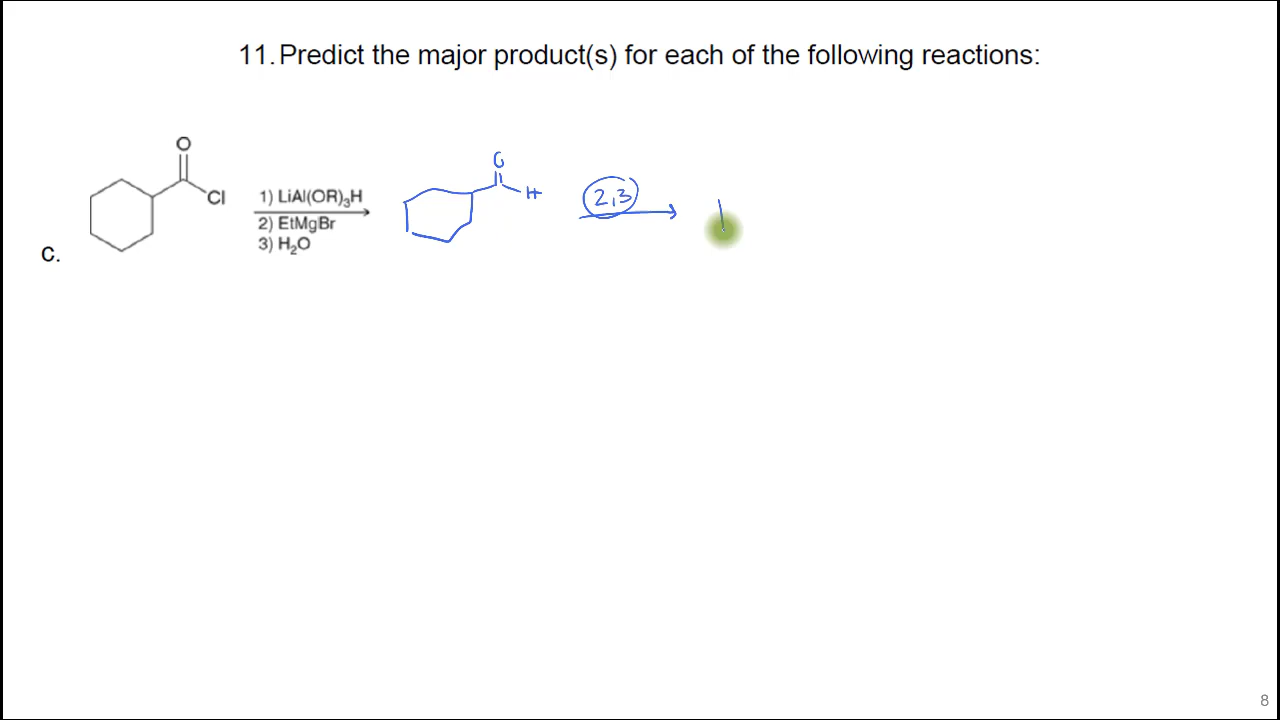 11. Predict the major product(s) for each of the following reactions:
O
Cl
1) LiAl(OR)₃H
2) EtMgBr
3) H₂O
O
H
2,3
c.
8